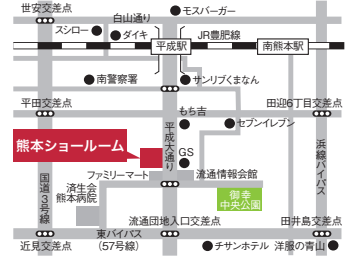 世安交差点
白山通り
モスバーガー
スシロー
ダイキ
平成駅
JR豊肥線
南熊本駅
南警察署
サンリブくまなん
平田交差点
もち吉
田迎6丁目交差点
セブンイレブン
平成大通り
熊本ショールーム
GS
浜線バイパス
国道3号線
ファミリーマート
流通情報会館
済生会
熊本病院
御幸
中央公園
流通団地入口交差点
田井島交差点
東バイパス
(57号線)
近見交差点
チサンホテル
洋服の青山